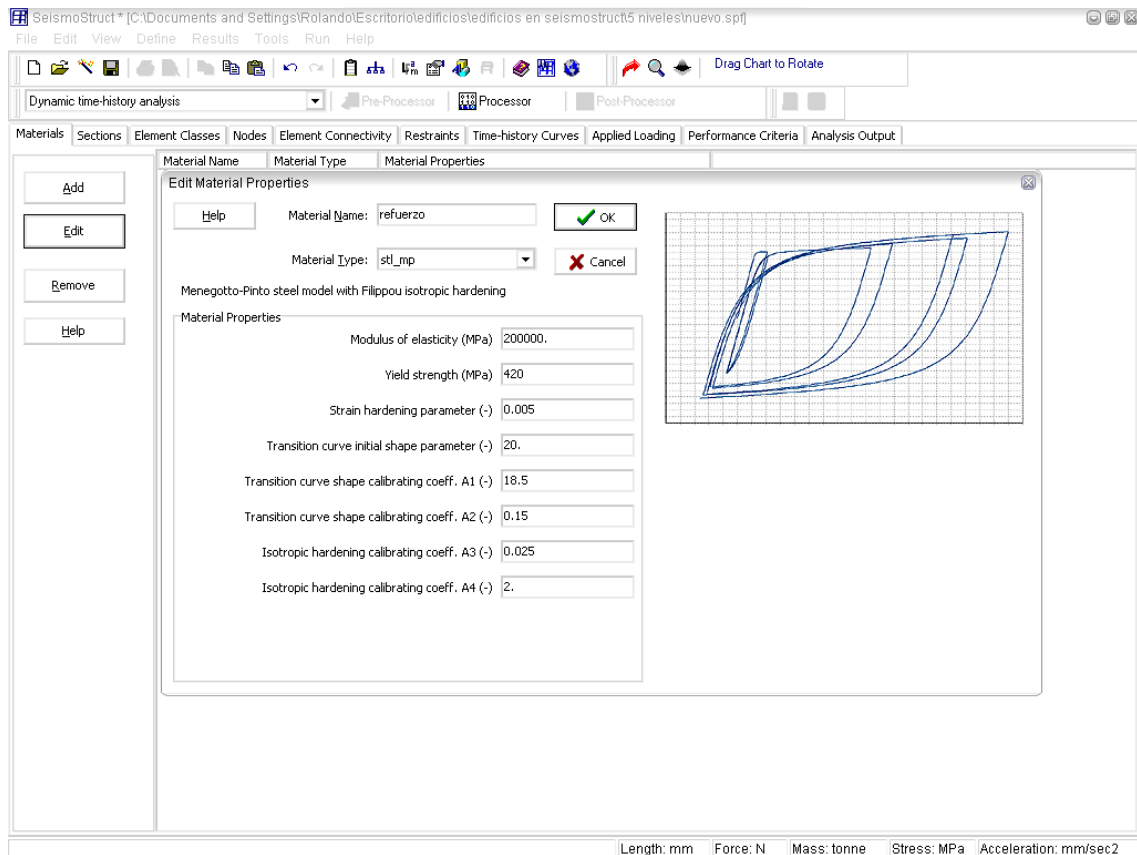 SeismoStruct * [C:\Documents and Settings\Rolando\Escritorio\edificios\edificios en seismostruct\5 niveles\nuevo.spf]
File Edit View Define Results Tools Run Help
Drag Chart to Rotate
Dynamic time-history analysis Pre-Processor Processor Post-Processor
Materials Sections Element Classes Nodes Element Connectivity Restraints Time-history Curves Applied Loading Performance Criteria Analysis Output
Material Name Material Type Material Properties
Add
Edit
Remove
Help
Edit Material Properties
Help Material Name: refuerzo OK
Material Type: stl_mp Cancel
Menegotto-Pinto steel model with Filippou isotropic hardening
Material Properties
Modulus of elasticity (MPa) 200000.
Yield strength (MPa) 420
Strain hardening parameter (-) 0.005
Transition curve initial shape parameter (-) 20.
Transition curve shape calibrating coeff. A1 (-) 18.5
Transition curve shape calibrating coeff. A2 (-) 0.15
Isotropic hardening calibrating coeff. A3 (-) 0.025
Isotropic hardening calibrating coeff. A4 (-) 2.
Length: mm Force: N Mass: tonne Stress: MPa Acceleration: mm/sec2